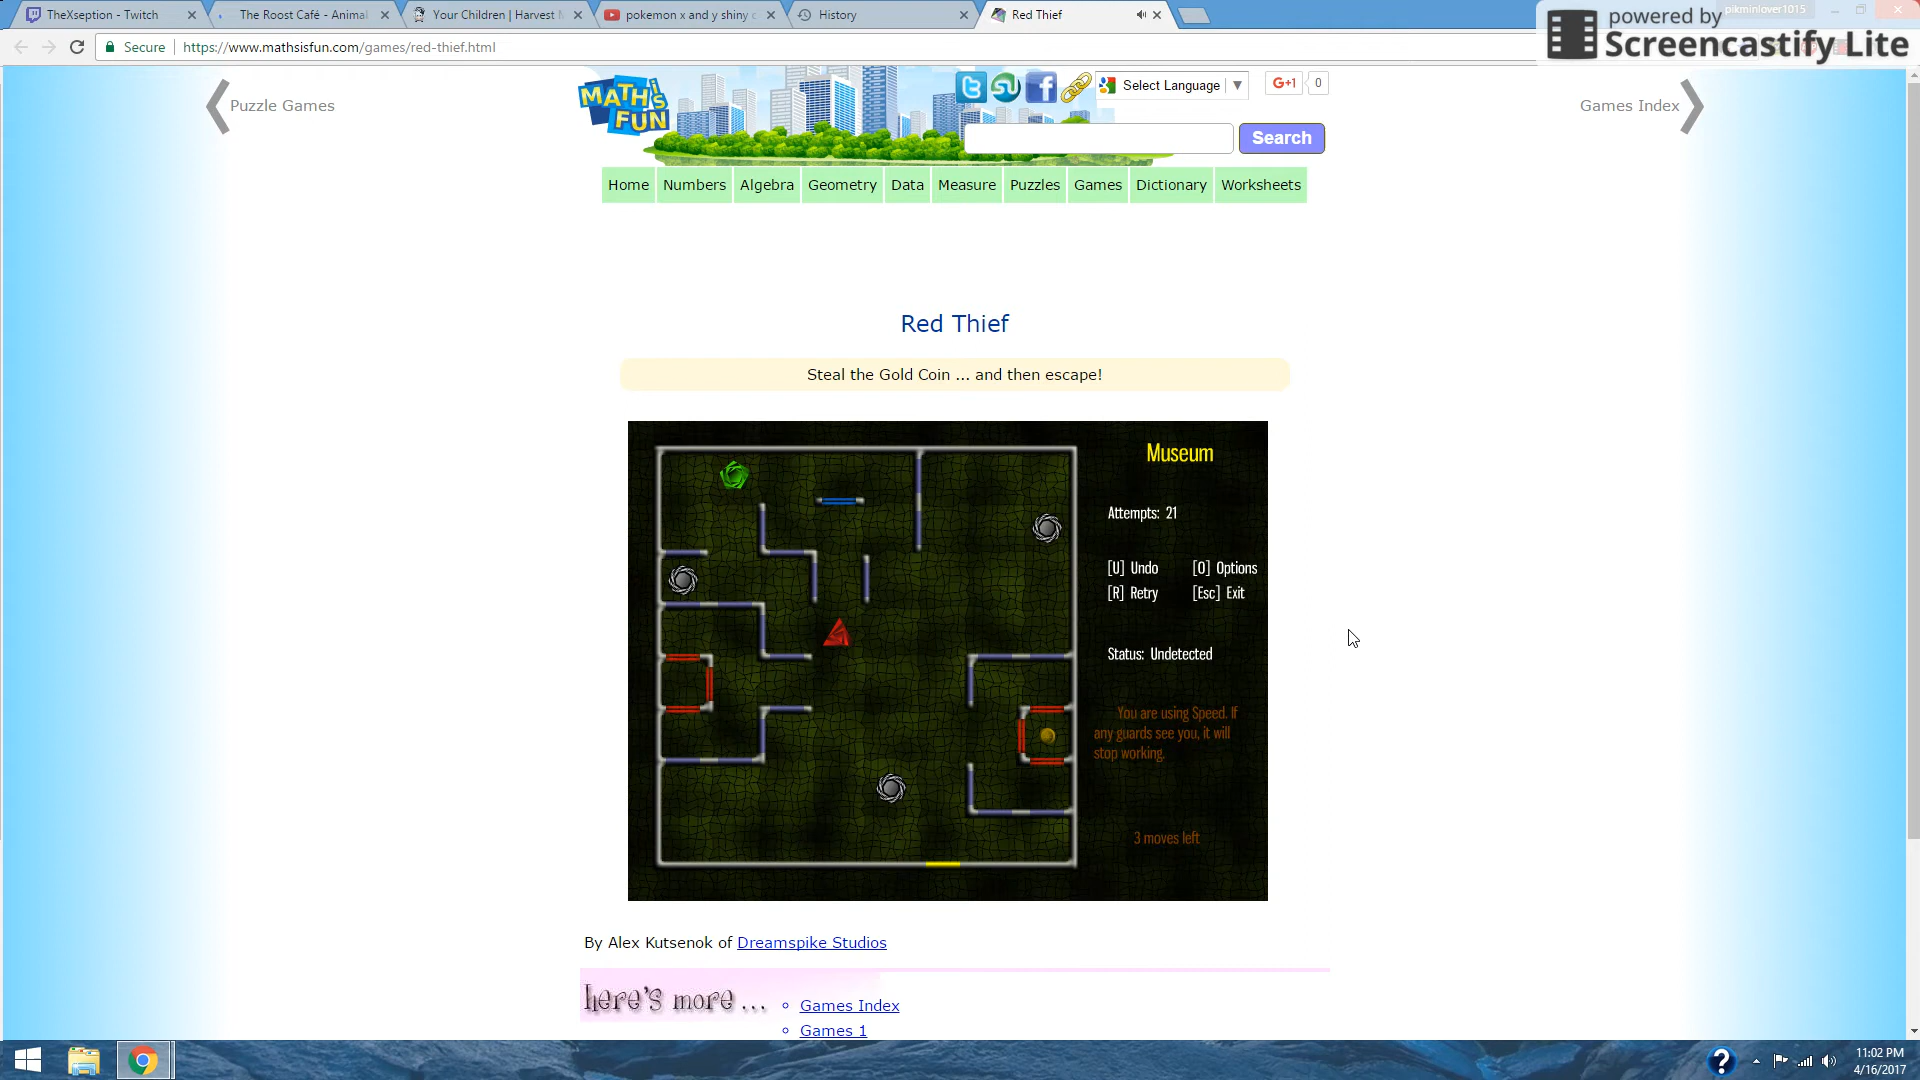 TheXseption - Twitch
The Roost Café - Animal
Your Children | Harvest M
pokemon x and y shiny c
History
Red Thief
pikminlover1015
powered by
Screencastify Lite
Secure
https://www.mathsisfun.com/games/red-thief.html
Puzzle Games
MATHS
FUN
Select Language
G+1
0
Games Index
Search
Home
Numbers
Algebra
Geometry
Data
Measure
Puzzles
Games
Dictionary
Worksheets
Red Thief
Steal the Gold Coin ... and then escape!
Museum
Attempts: 21
[U] Undo
[O] Options
[R] Retry
[Esc] Exit
Status: Undetected
You are using Speed. If
any guards see you, it will
stop working.
3 moves left
By Alex Kutsenok of Dreamspike Studios
here's more ...
Games Index
Games 1
11:02 PM
4/16/2017